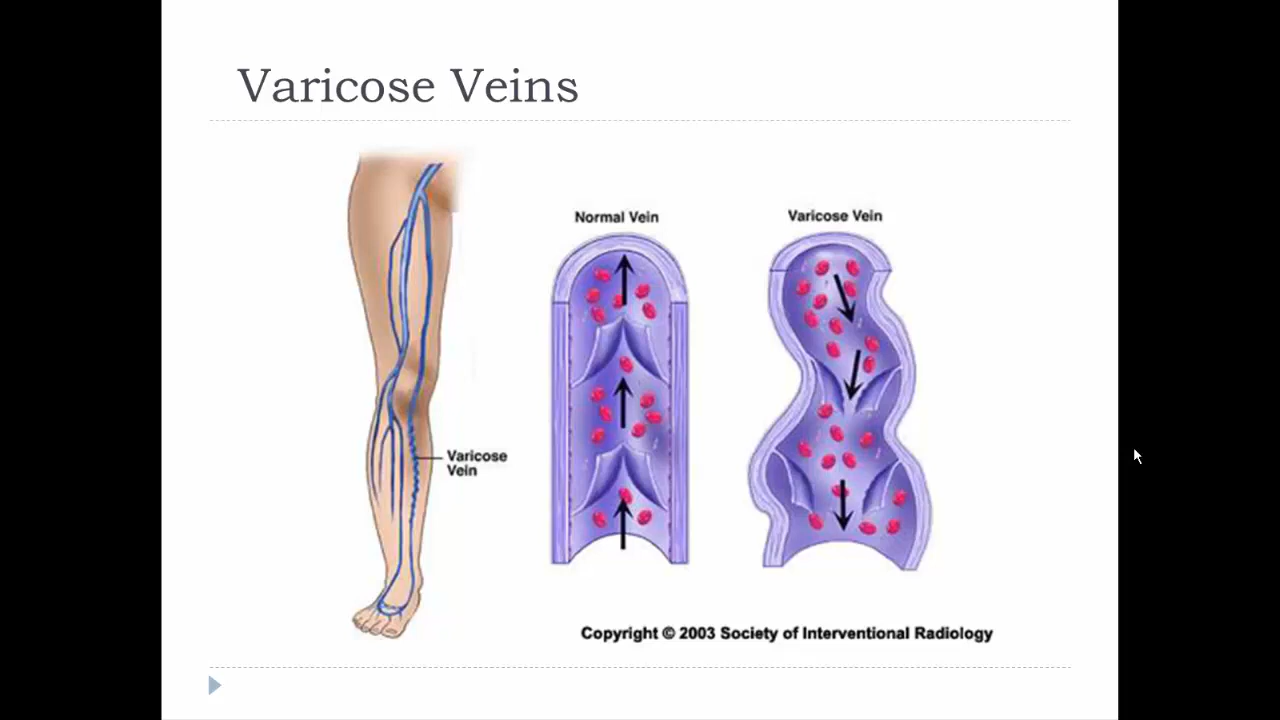 Varicose Veins
Normal Vein
Varicose Vein
Varicose
Vein
Copyright © 2003 Society of Interventional Radiology